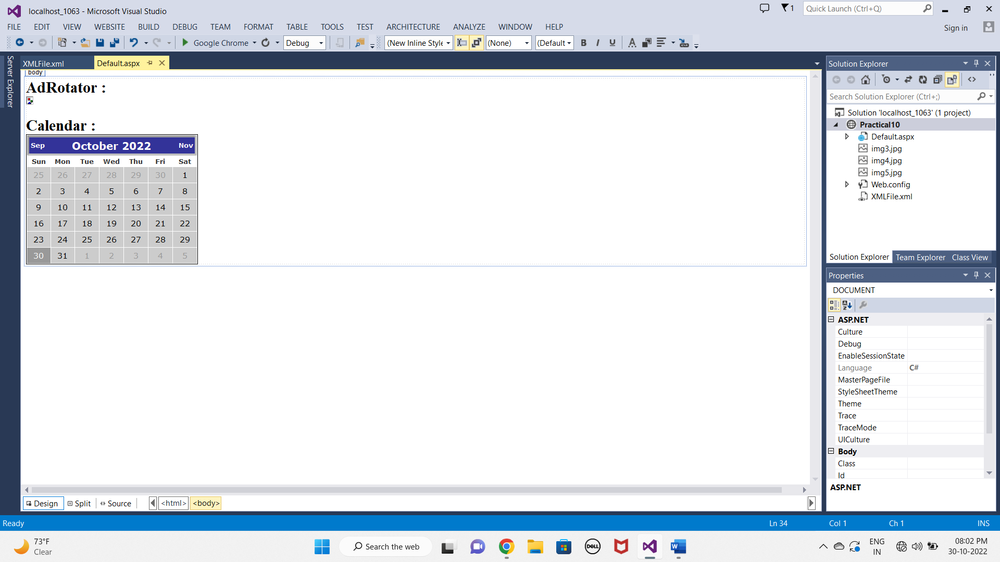 localhost_1063 - Microsoft Visual Studio
1
Quick Launch (Ctrl+Q)
FILE EDIT VIEW WEBSITE BUILD DEBUG TEAM FORMAT TABLE TOOLS TEST ARCHITECTURE ANALYZE WINDOW HELP
Sign in
Google Chrome Debug (New Inline Style (None) (Default B I U A
Server Explorer
XMLFile.xml Default.aspx
body
AdRotator :
Calendar :
Sep October 2022 Nov
Sun Mon Tue Wed Thu Fri Sat
25 26 27 28 29 30 1
2 3 4 5 6 7 8
9 10 11 12 13 14 15
16 17 18 19 20 21 22
23 24 25 26 27 28 29
30 31 1 2 3 4 5
Design Split Source <html> <body>
Solution Explorer
Search Solution Explorer (Ctrl+;)
Solution 'localhost_1063' (1 project)
Practical10
Default.aspx
img3.jpg
img4.jpg
img5.jpg
Web.config
XMLFile.xml
Solution Explorer Team Explorer Class View
Properties
DOCUMENT
ASP.NET
Culture
Debug
EnableSessionState
Language C#
MasterPageFile
StyleSheetTheme
Theme
Trace
TraceMode
UICulture
Body
Class
Id
ASP.NET
Ready Ln 34 Col 1 Ch 1 INS
73°F
Clear
Search the web
DELL
W
ENG
IN
08:02 PM
30-10-2022